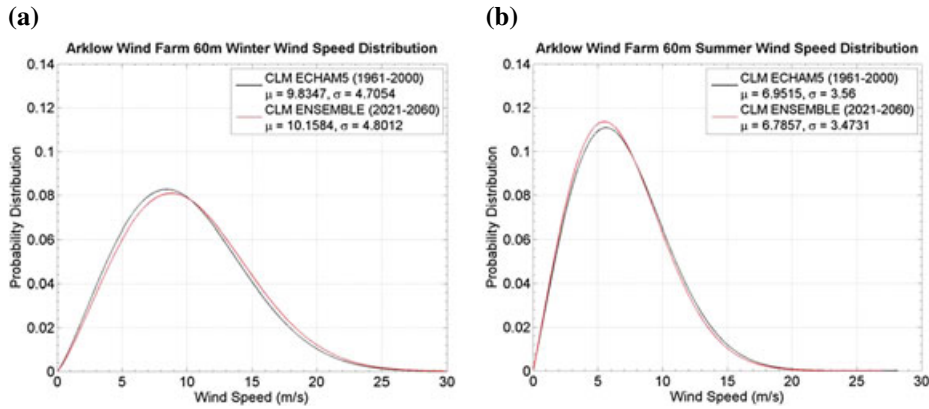 (a)
Arklow Wind Farm 60m Winter Wind Speed Distribution
CLM ECHAM5 (1961-2000)
μ = 9.8347, σ = 4.7054
CLM ENSEMBLE (2021-2060)
μ = 10.1584, σ = 4.8012
Probability Distribution
0.14
0.12
0.1
0.08
0.06
0.04
0.02
0
0 5 10 15 20 25 30
Wind Speed (m/s)
(b)
Arklow Wind Farm 60m Summer Wind Speed Distribution
CLM ECHAM5 (1961-2000)
μ = 6.9515, σ = 3.56
CLM ENSEMBLE (2021-2060)
μ = 6.7857, σ = 3.4731
Probability Distribution
0.14
0.12
0.1
0.08
0.06
0.04
0.02
0
0 5 10 15 20 25 30
Wind Speed (m/s)